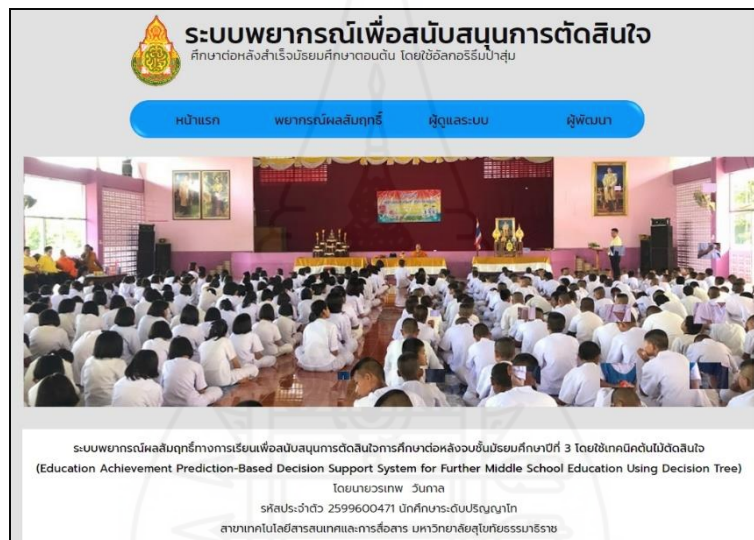 ระบบพยากรณ์เพื่อสนับสนุนการตัดสินใจ
ศึกษาต่อหลังสำเร็จมัธยมศึกษาตอนต้น โดยใช้อัลกอริธึมป่าสุ่ม
หน้าแรก พยากรณ์ผลสัมฤทธิ์ ผู้ดูแลระบบ ผู้พัฒนา
ระบบพยากรณ์ผลสัมฤทธิ์ทางการเรียนเพื่อสนับสนุนการตัดสินใจการศึกษาต่อหลังจบชั้นมัธยมศึกษาปีที่ 3 โดยใช้เทคนิคต้นไม้ตัดสินใจ
(Education Achievement Prediction-Based Decision Support System for Further Middle School Education Using Decision Tree)
โดยนายวรเทพ วันกาล
รหัสประจำตัว 2599600471 นักศึกษาระดับปริญญาโท
สาขาเทคโนโลยีสารสนเทศและการสื่อสาร มหาวิทยาลัยสุโขทัยธรรมาธิราช